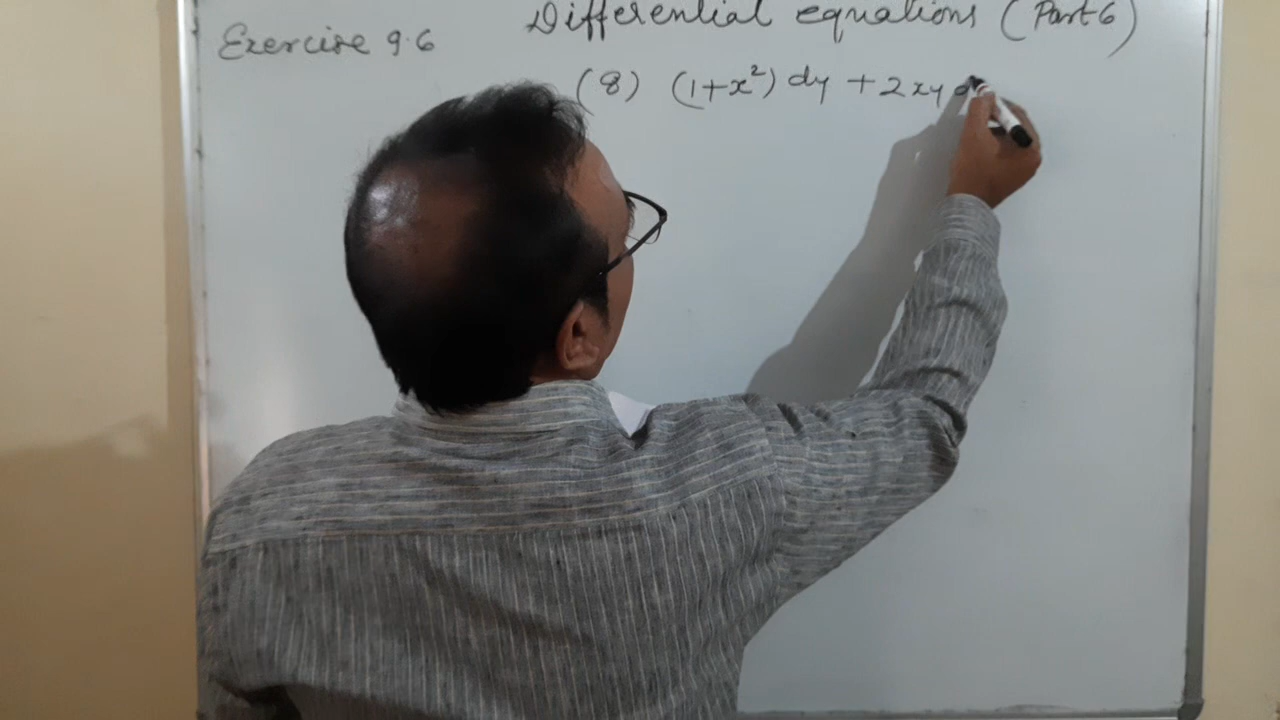 Differential equations (Part 6)
Exercise 9.6
(8) (1+x²) dy + 2xy d